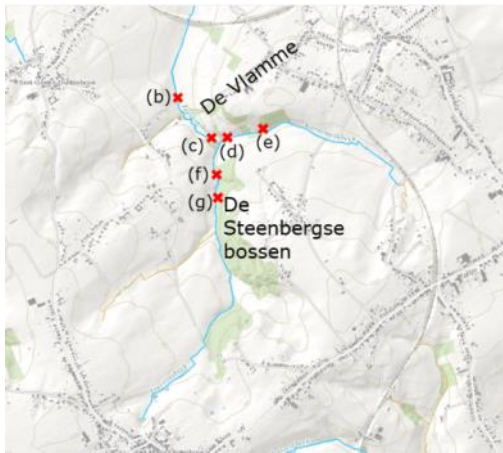 De Vlamme
(b)
(c)
(d)
(e)
(f)
(g)
De
Steenbergse
bossen